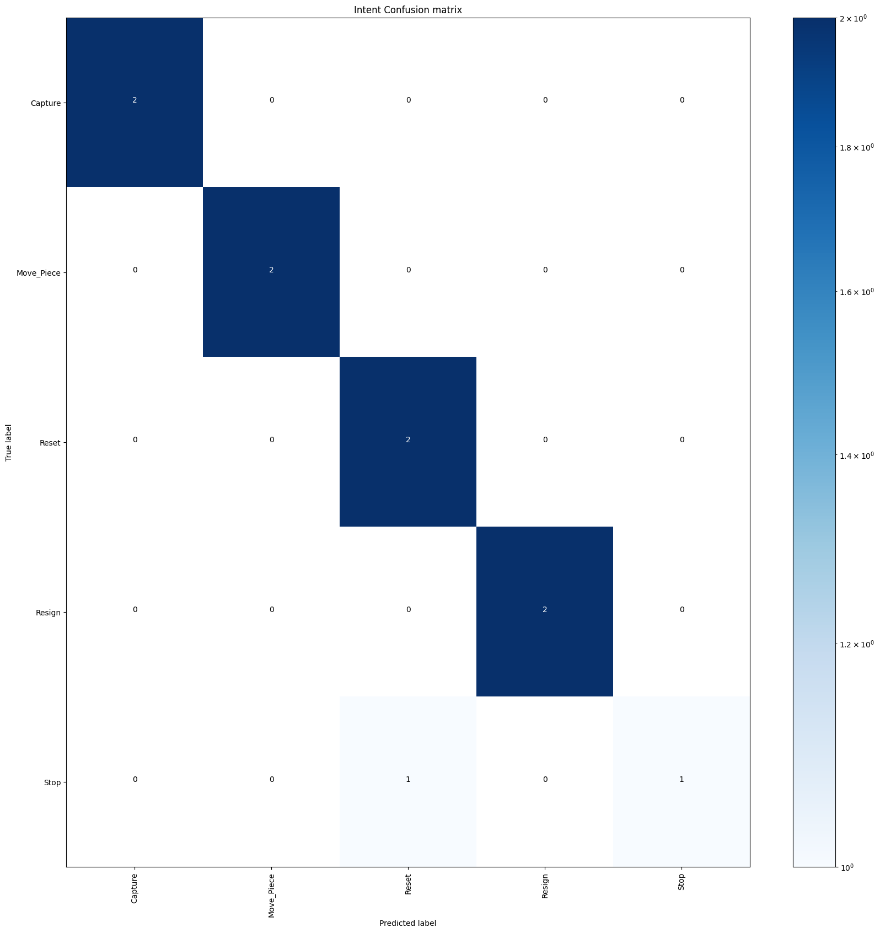 Intent Confusion matrix
Capture 2 0 0 0 0
Move_Piece 0 2 0 0 0
Reset 0 0 2 0 0
Resign 0 0 0 2 0
Stop 0 0 1 0 1
True label
Capture Move_Piece Reset Resign Stop
Predicted label
2 × 10⁰
1.8 × 10⁰
1.6 × 10⁰
1.4 × 10⁰
1.2 × 10⁰
10⁰